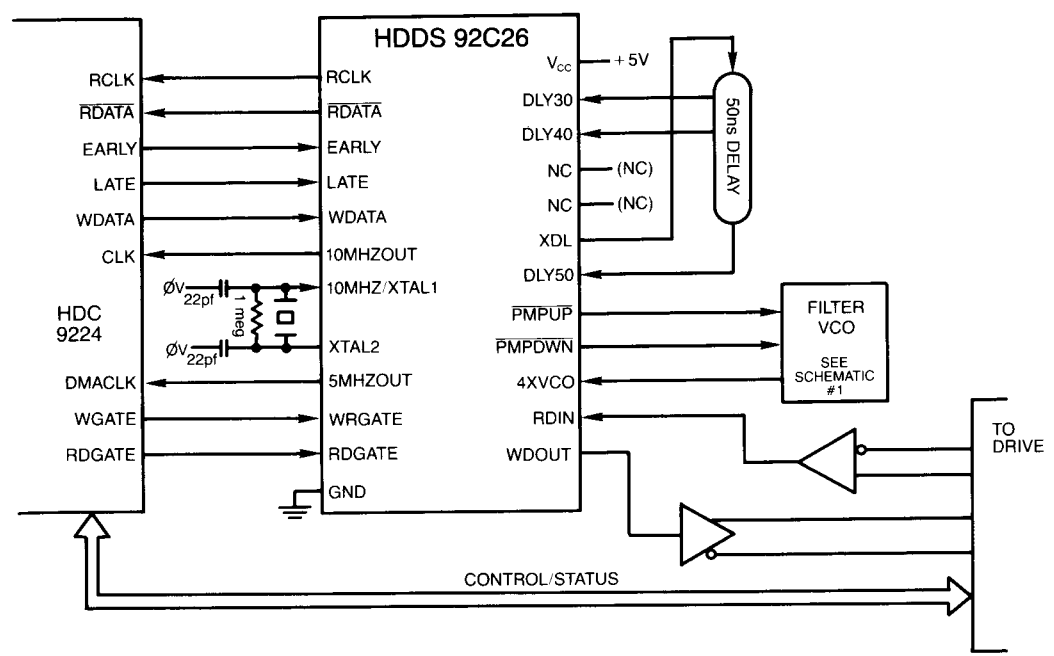 HDC
9224
RCLK
RDATA
EARLY
LATE
WDATA
CLK
DMACLK
WGATE
RDGATE
HDDS 92C26
RCLK
RDATA
EARLY
LATE
WDATA
10MHZOUT
10MHZ/XTAL1
XTAL2
5MHZOUT
WRGATE
RDGATE
GND
ØV
22pf
1 meg
ØV
22pf
VCC
+5V
DLY30
DLY40
NC
(NC)
NC
(NC)
XDL
DLY50
PMPUP
PMPDWN
4XVCO
RDIN
WDOUT
50ns DELAY
FILTER
VCO
SEE
SCHEMATIC
#1
TO
DRIVE
CONTROL/STATUS